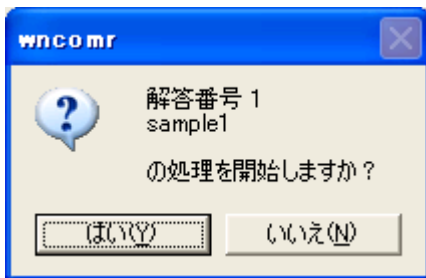 wncomr
解答番号 1
sample1
の処理を開始しますか？
はい(Y)
いいえ(N)